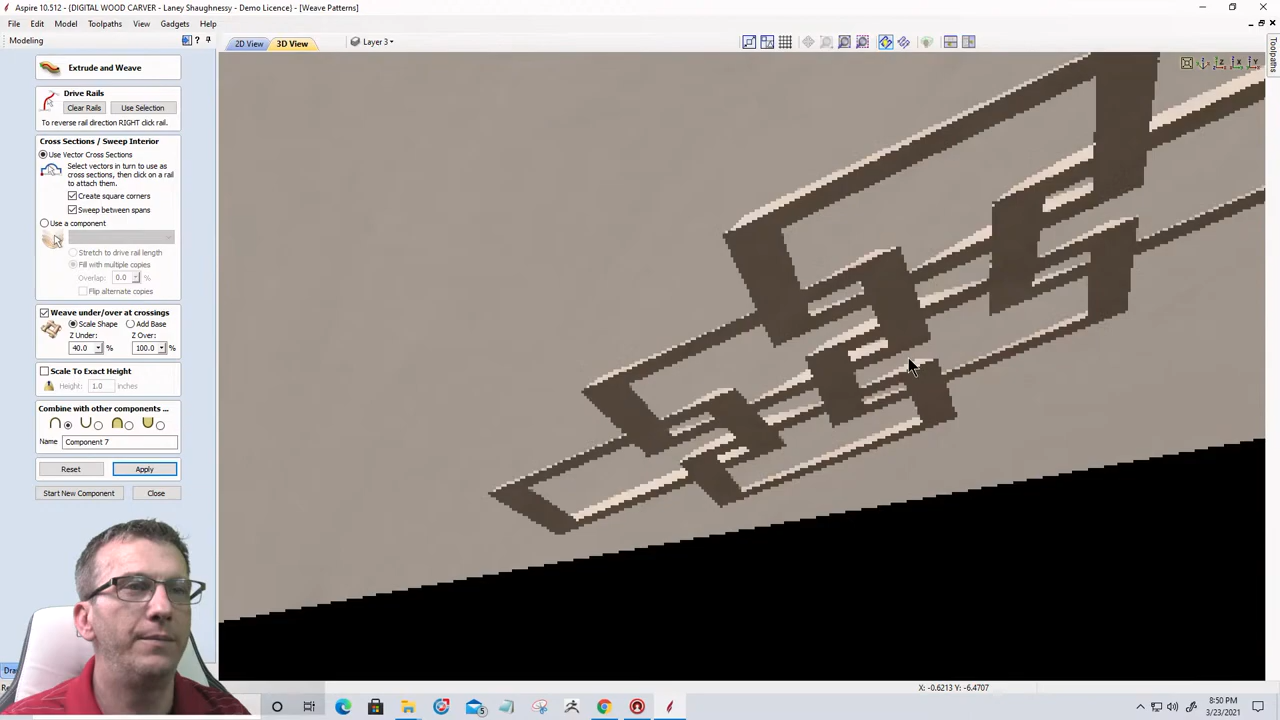 Aspire 10.512 - {DIGITAL WOOD CARVER - Laney Shaughnessy - Demo Licence} - [Weave Patterns]
File Edit Model Toolpaths View Gadgets Help
Modeling
2D View 3D View Layer 3
Toolpaths
Extrude and Weave
Drive Rails
Clear Rails Use Selection
To reverse rail direction RIGHT click rail.
Cross Sections / Sweep Interior
Use Vector Cross Sections
Select vectors in turn to use as
cross sections, then click on a rail
to attach them.
Create square corners
Sweep between spans
Use a component
Stretch to drive rail length
Fill with multiple copies
Overlap: 0.0 %
Flip alternate copies
Weave under/over at crossings
Scale Shape Add Base
Z Under: Z Over:
40.0 % 100.0 %
Scale To Exact Height
Height: 1.0 inches
Combine with other components ...
Name Component 7
Reset Apply
Start New Component Close
X: -0.6213 Y: -6.4707
5
8:50 PM
3/23/2021